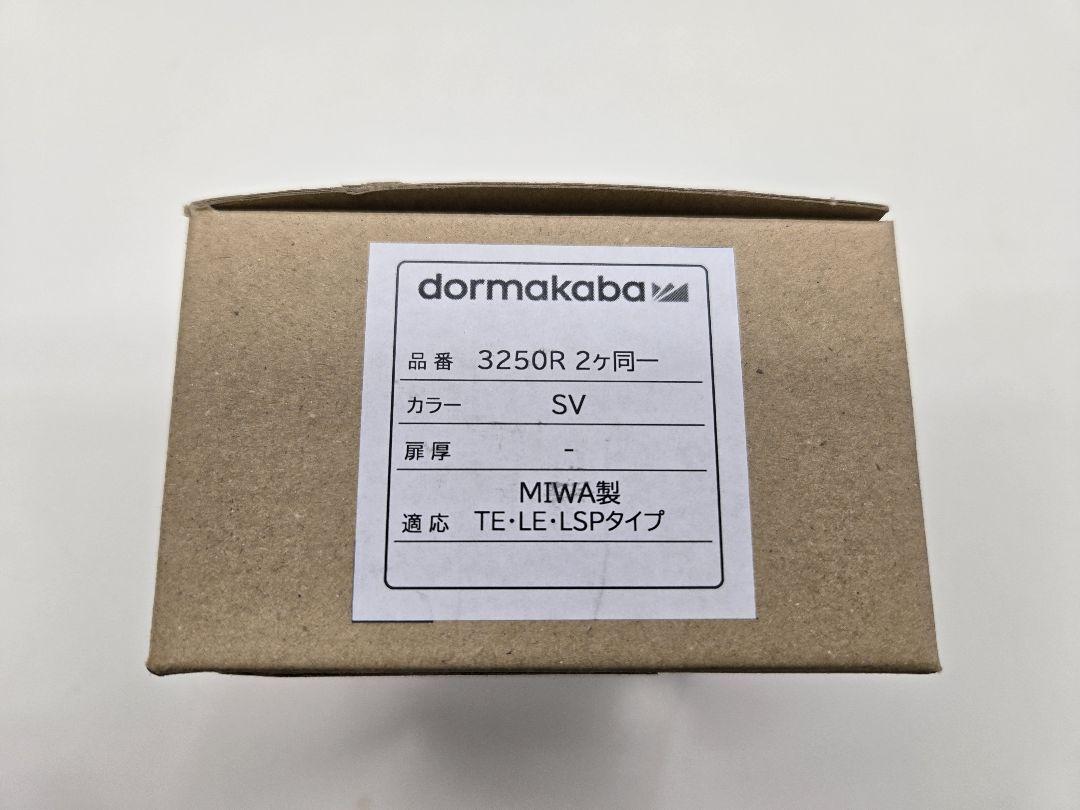 dormakaba
品番 3250R 2ケ同一
カラー SV
扉厚 -
MIWA製
適応 TE・LE・LSPタイプ